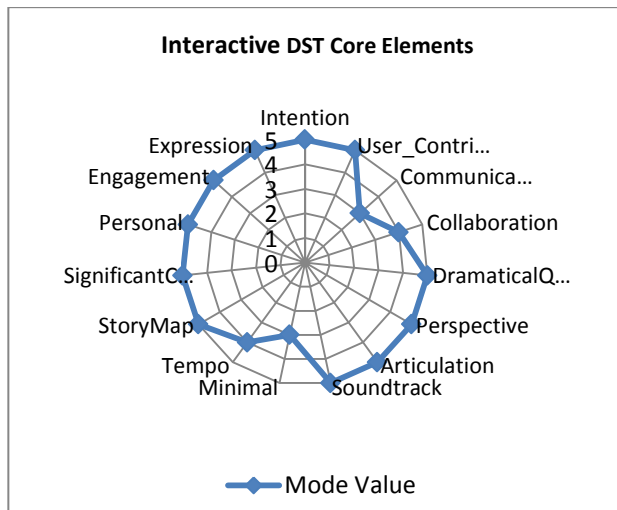 Interactive DST Core Elements
Intention
User_Contri...
Communica...
Collaboration
DramaticalQ...
Perspective
Articulation
Soundtrack
Minimal
Tempo
StoryMap
SignificantC...
Personal
Engagement
Expression
5
4
3
2
1
0
Mode Value